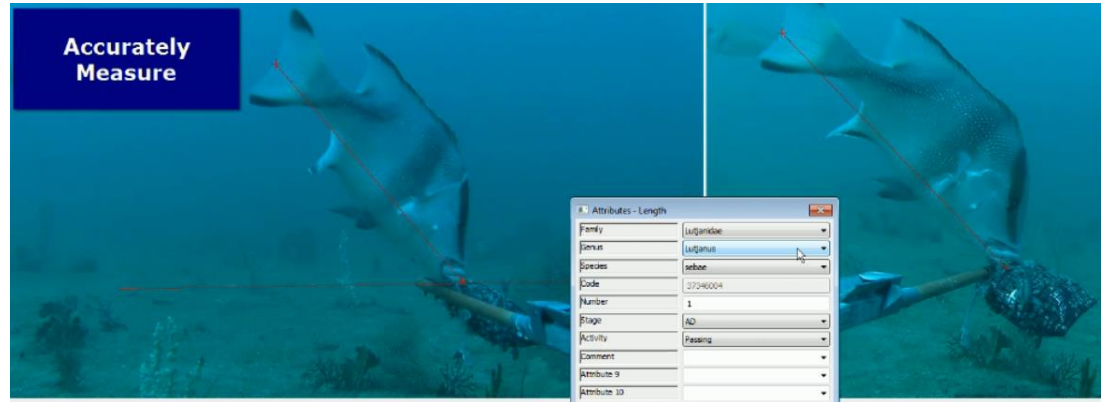 Accurately
Measure
Attributes - Length
Family Lutjanidae
Genus Lutjanus
Species sebae
Code 37346004
Number 1
Stage AD
Activity Passing
Comment
Attribute 9
Attribute 10